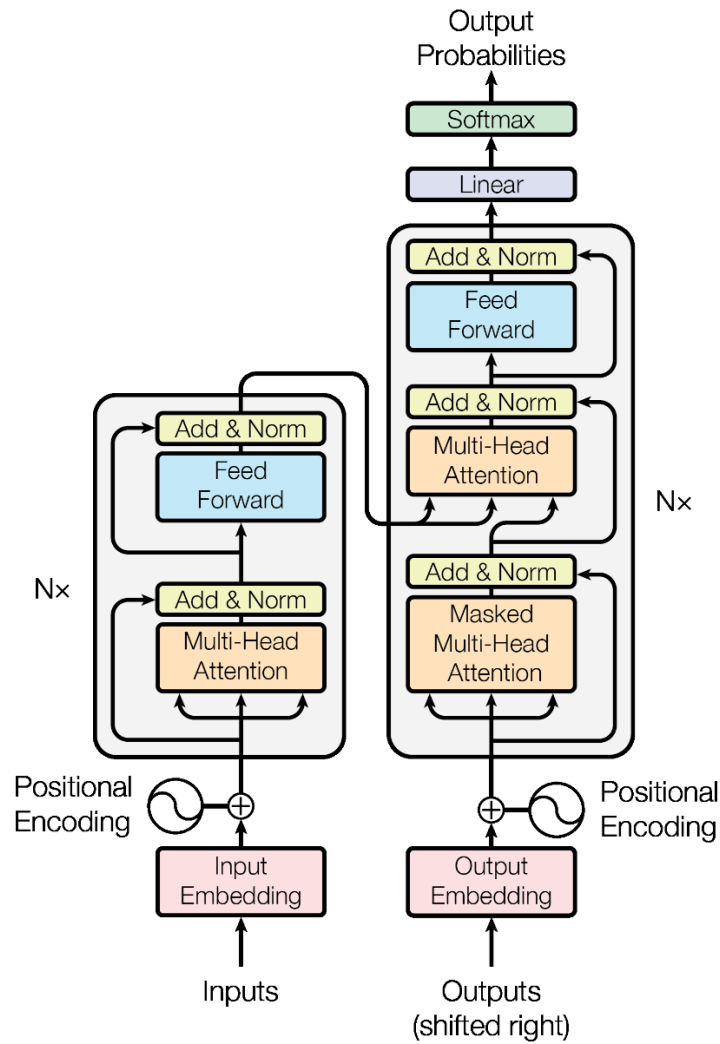 Output
Probabilities
Softmax
Linear
Add & Norm
Feed
Forward
Add & Norm
Multi-Head
Attention
Nx
Add & Norm
Masked
Multi-Head
Attention
Add & Norm
Feed
Forward
Nx
Add & Norm
Multi-Head
Attention
Positional
Encoding
Positional
Encoding
Input
Embedding
Output
Embedding
Inputs
Outputs
(shifted right)